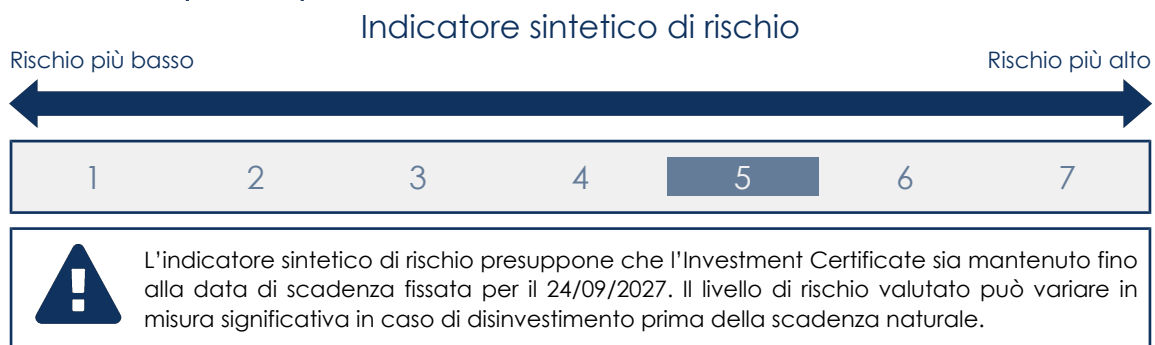 Indicatore sintetico di rischio
Rischio più basso
Rischio più alto
1 2 3 4 5 6 7
L'indicatore sintetico di rischio presuppone che l'Investment Certificate sia mantenuto fino
alla data di scadenza fissata per il 24/09/2027. Il livello di rischio valutato può variare in
misura significativa in caso di disinvestimento prima della scadenza naturale.